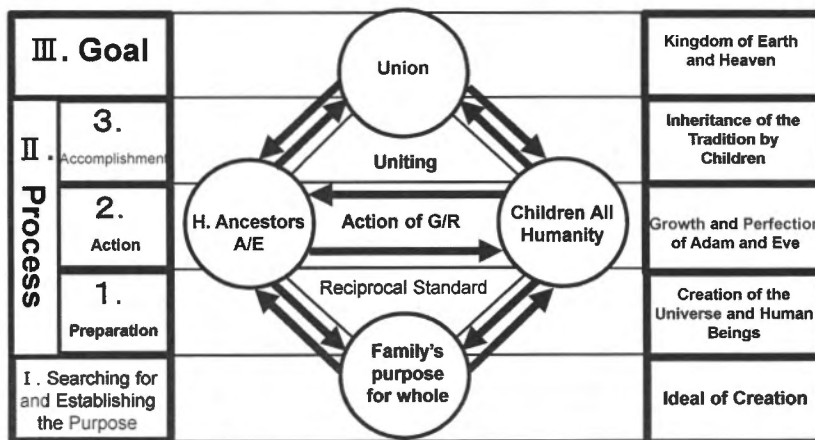 III. Goal
Union
Kingdom of Earth
and Heaven
II. Process
3.
Accomplishment
Uniting
Inheritance of the
Tradition by
Children
2.
Action
H. Ancestors
A/E
Action of G/R
Children All
Humanity
Growth and Perfection
of Adam and Eve
1.
Preparation
Reciprocal Standard
Creation of the
Universe and Human
Beings
I. Searching for
and Establishing
the Purpose
Family's
purpose
for whole
Ideal of Creation